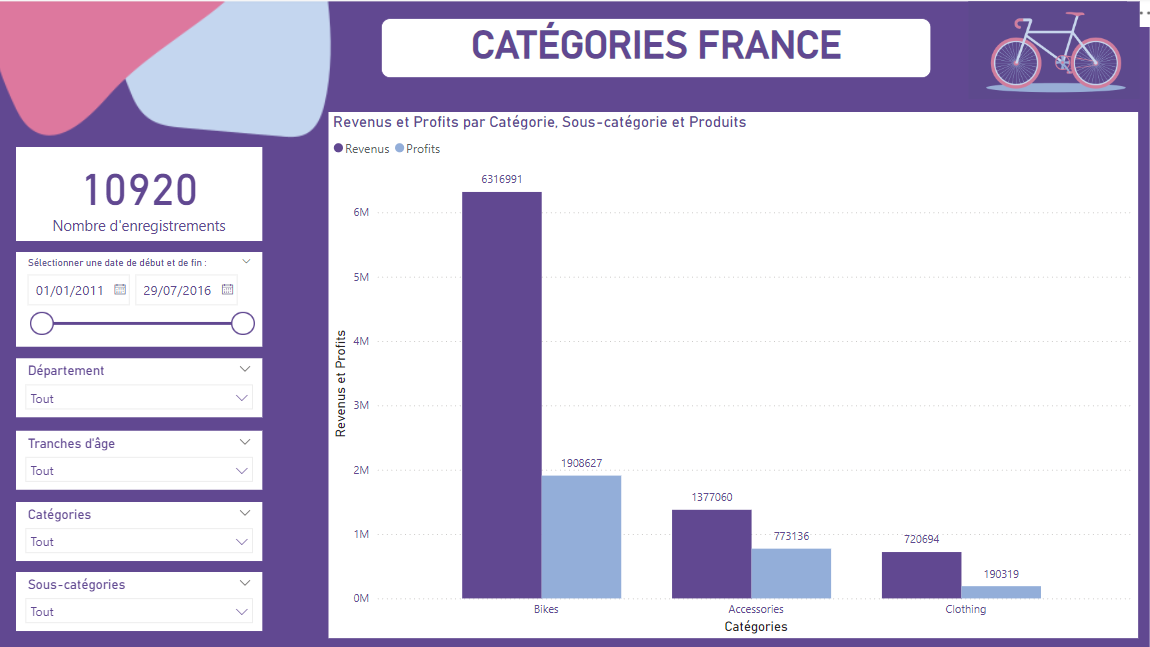 CATÉGORIES FRANCE
10920
Nombre d'enregistrements
Sélectionner une date de début et de fin :
01/01/2011
29/07/2016
Département
Tout
Tranches d'âge
Tout
Catégories
Tout
Sous-catégories
Tout
Revenus et Profits par Catégorie, Sous-catégorie et Produits
Revenus Profits
Revenus et Profits
6M
5M
4M
3M
2M
1M
0M
6316991
1908627
1377060
773136
720694
190319
Bikes
Accessories
Clothing
Catégories